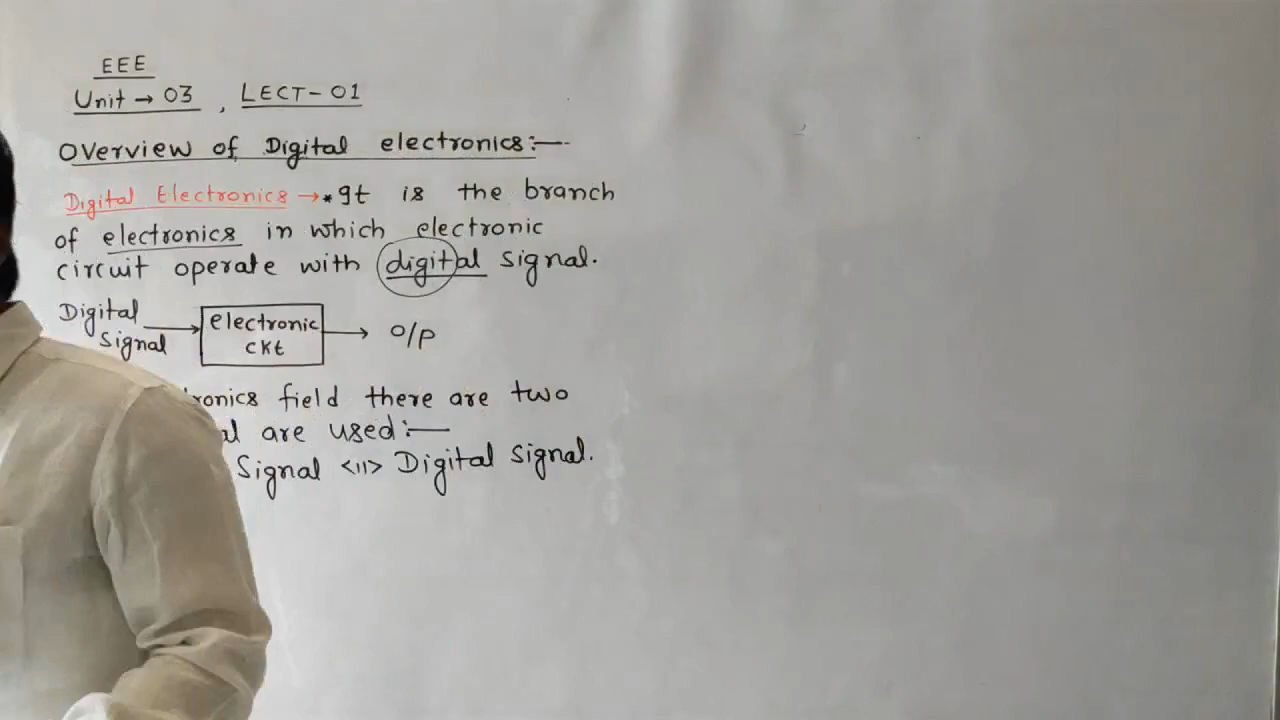 EEE
Unit → 03 , LECT-01
Overview of Digital electronics:—
Digital Electronics → * It is the branch
of electronics in which electronic
circuit operate with digital signal.
Digital
Signal → electronic
ckt → O/P
field there are two
are used:—
Signal <11> Digital Signal.